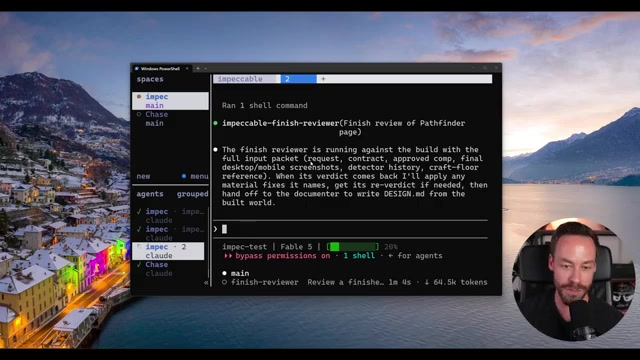 Windows PowerShell
spaces
impec
main
Chase
main
new
menu
agents grouped
impec · impe…
claude
impec · impe…
claude
impec · 2
claude
Chase
claude
«
impeccable 2 +
Ran 1 shell command
impeccable-finish-reviewer(Finish review of Pathfinder
page)
The finish reviewer is running against the build with the
full input packet (request, contract, approved comp, final
desktop/mobile screenshots, detector history, craft-floor
reference). When its verdict comes back I'll apply any
material fixes it names, get its re-verdict if needed, then
hand off to the documenter to write DESIGN.md from the
built world.
impec-test | Fable 5 | [ ] 20%
bypass permissions on · 1 shell · ← for agents
main
finish-reviewer Review a finishe… 1m 4s · ↓ 64.5k tokens